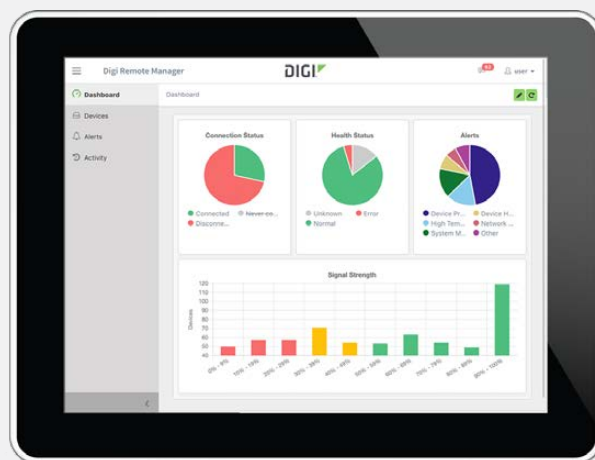 Digi Remote Manager
DIGI
user
Dashboard
Devices
Alerts
Activity
Dashboard
Connection Status
Connected
Never co...
Disconne...
Health Status
Unknown
Error
Normal
Alerts
Device Pr...
Device H...
High Tem...
Network ...
System M...
Other
Signal Strength
Devices
120
110
100
90
80
70
60
50
40
0% - 9%
10% - 19%
20% - 29%
30% - 39%
40% - 49%
50% - 59%
60% - 69%
70% - 79%
80% - 89%
90% - 100%